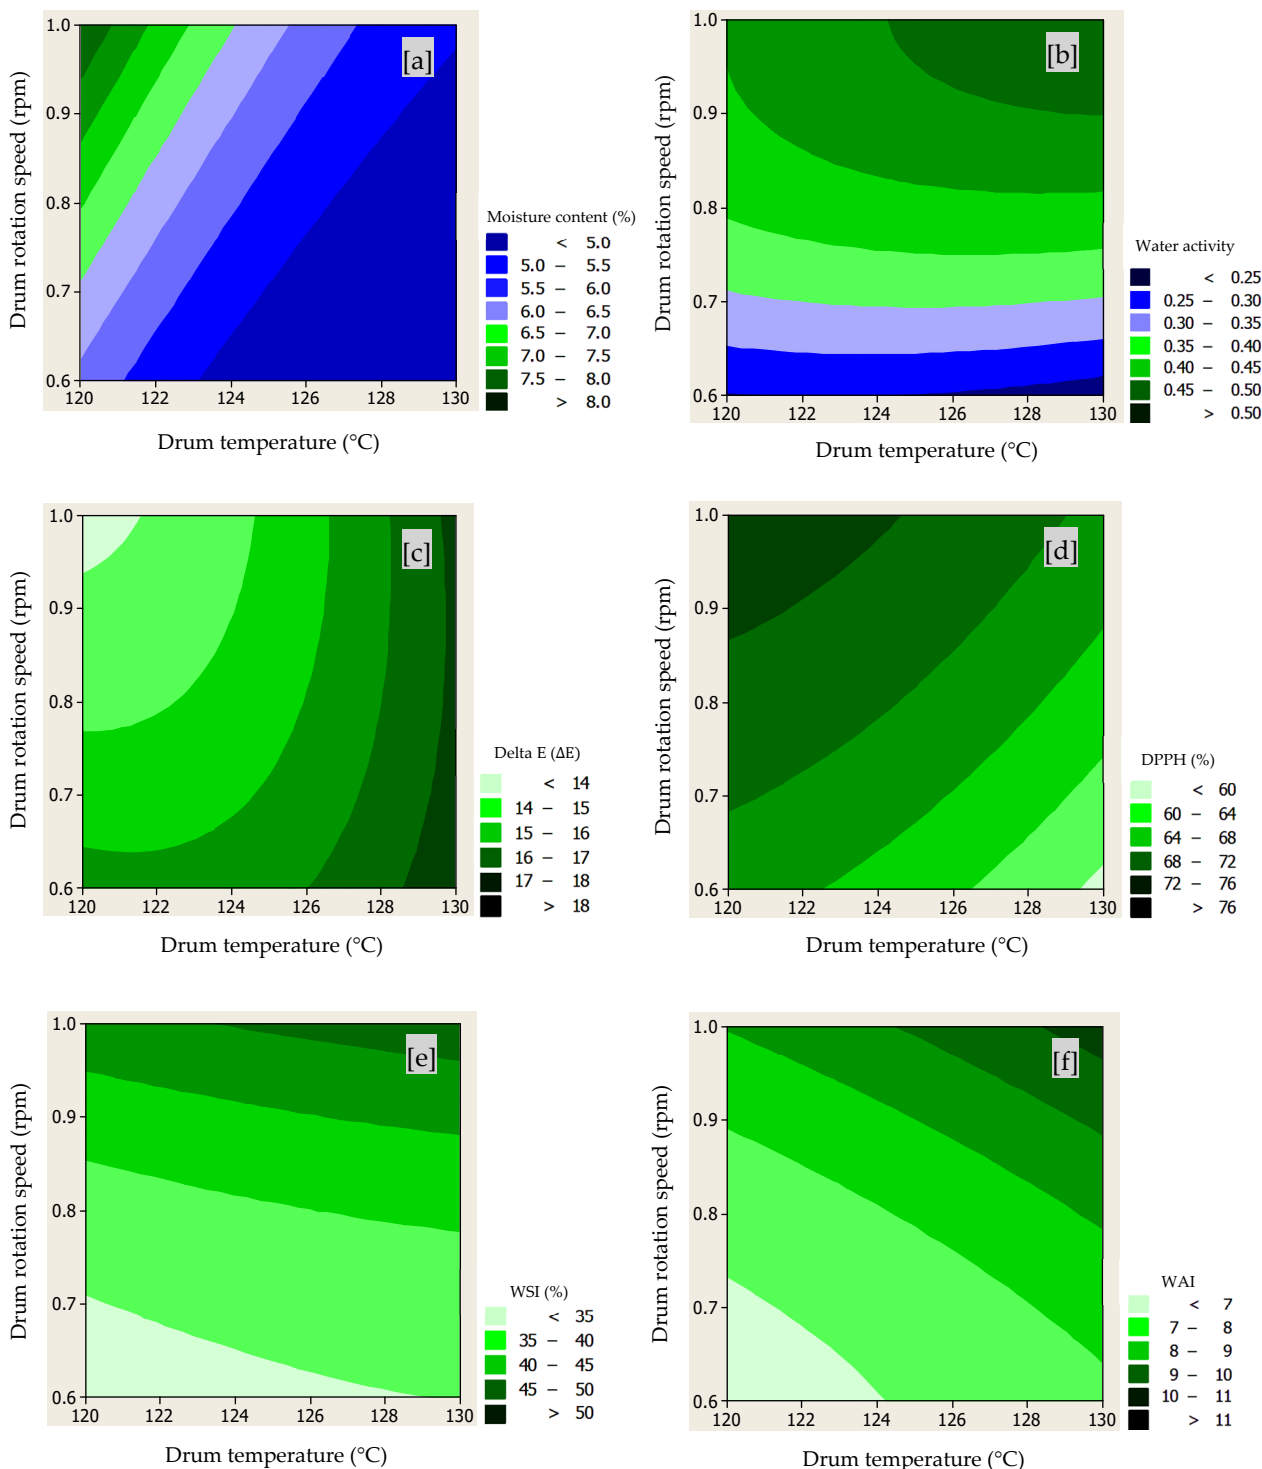 [a]
Drum rotation speed (rpm)
1.0
0.9
0.8
0.7
0.6
120 122 124 126 128 130
Drum temperature (°C)
Moisture content (%)
< 5.0
5.0 – 5.5
5.5 – 6.0
6.0 – 6.5
6.5 – 7.0
7.0 – 7.5
7.5 – 8.0
> 8.0
[b]
Drum rotation speed (rpm)
1.0
0.9
0.8
0.7
0.6
120 122 124 126 128 130
Drum temperature (°C)
Water activity
< 0.25
0.25 – 0.30
0.30 – 0.35
0.35 – 0.40
0.40 – 0.45
0.45 – 0.50
> 0.50
[c]
Drum rotation speed (rpm)
1.0
0.9
0.8
0.7
0.6
120 122 124 126 128 130
Drum temperature (°C)
Delta E (ΔE)
< 14
14 – 15
15 – 16
16 – 17
17 – 18
> 18
[d]
Drum rotation speed (rpm)
1.0
0.9
0.8
0.7
0.6
120 122 124 126 128 130
Drum temperature (°C)
DPPH (%)
< 60
60 – 64
64 – 68
68 – 72
72 – 76
> 76
[e]
Drum rotation speed (rpm)
1.0
0.9
0.8
0.7
0.6
120 122 124 126 128 130
Drum temperature (°C)
WSI (%)
< 35
35 – 40
40 – 45
45 – 50
> 50
[f]
Drum rotation speed (rpm)
1.0
0.9
0.8
0.7
0.6
120 122 124 126 128 130
Drum temperature (°C)
WAI
< 7
7 – 8
8 – 9
9 – 10
10 – 11
> 11